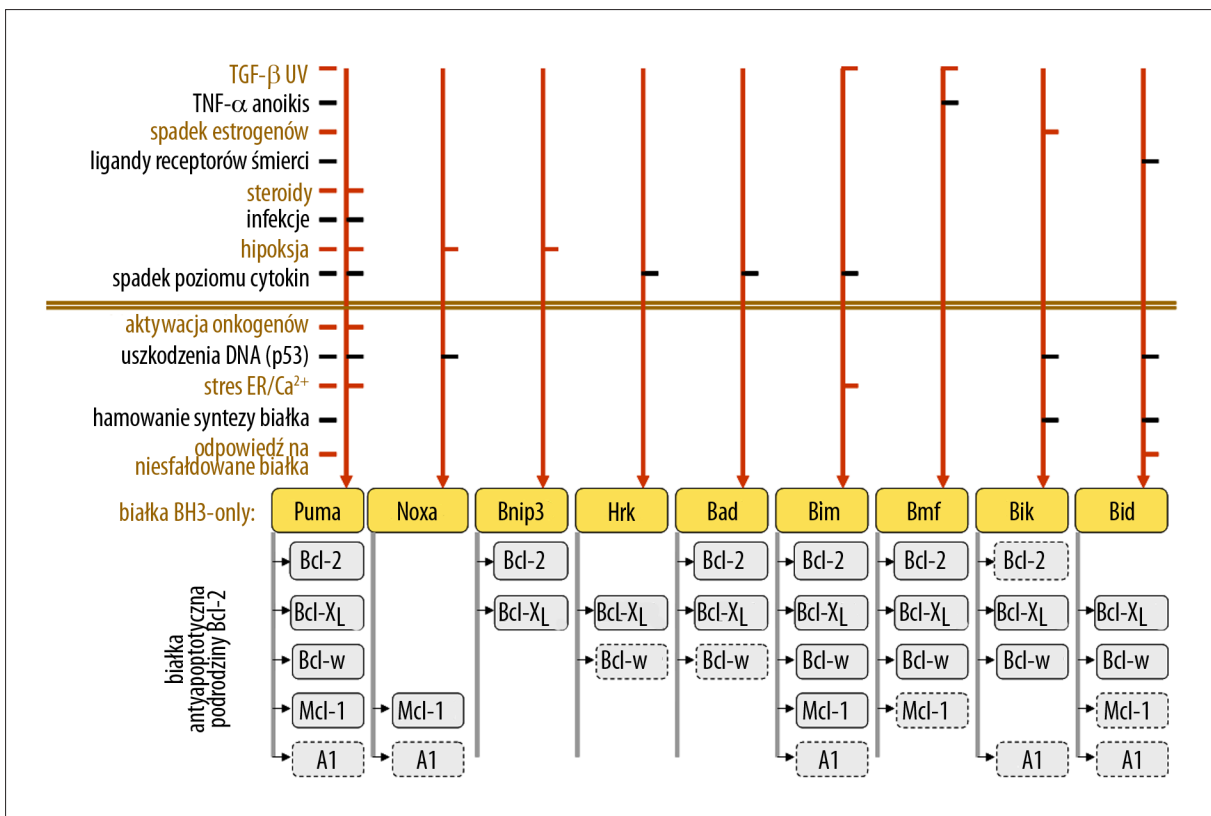 TGF-β UV
TNF-α anoikis
spadek estrogenów
ligandy receptorów śmierci
steroidy
infekcje
hipoksja
spadek poziomu cytokin
aktywacja onkogenów
uszkodzenia DNA (p53)
stres ER/Ca²⁺
hamowanie syntezy białka
odpowiedź na
niesfałdowane białka
białka BH3-only: Puma Noxa Bnip3 Hrk Bad Bim Bmf Bik Bid
białka
antyapoptotyczna
podrodziny Bcl-2
Bcl-2 Bcl-2 Bcl-2 Bcl-2 Bcl-2 Bcl-2
Bcl-XL Bcl-XL Bcl-XL Bcl-XL Bcl-XL Bcl-XL Bcl-XL Bcl-XL
Bcl-w Bcl-w Bcl-w Bcl-w Bcl-w Bcl-w Bcl-w
Mcl-1 Mcl-1 Mcl-1 Mcl-1 Mcl-1
A1 A1 A1 A1 A1